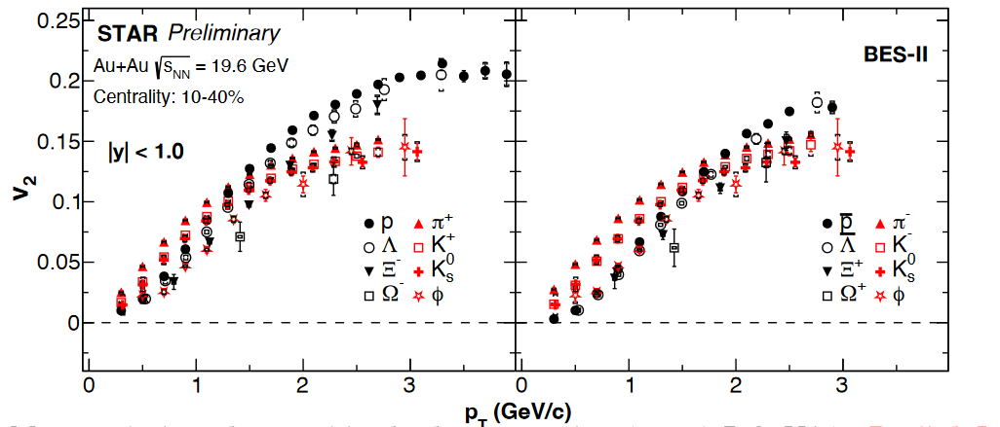 STAR Preliminary
Au+Au √sNN = 19.6 GeV
Centrality: 10-40%
|y| < 1.0
BES-II
v2
0.25
0.2
0.15
0.1
0.05
0
p π+
Λ K+
Ξ- K0s
Ω- ϕ
p̅ π-
Λ̅ K-
Ξ+ K0s
Ω+ ϕ
0 1 2 3 0 1 2 3
pT (GeV/c)